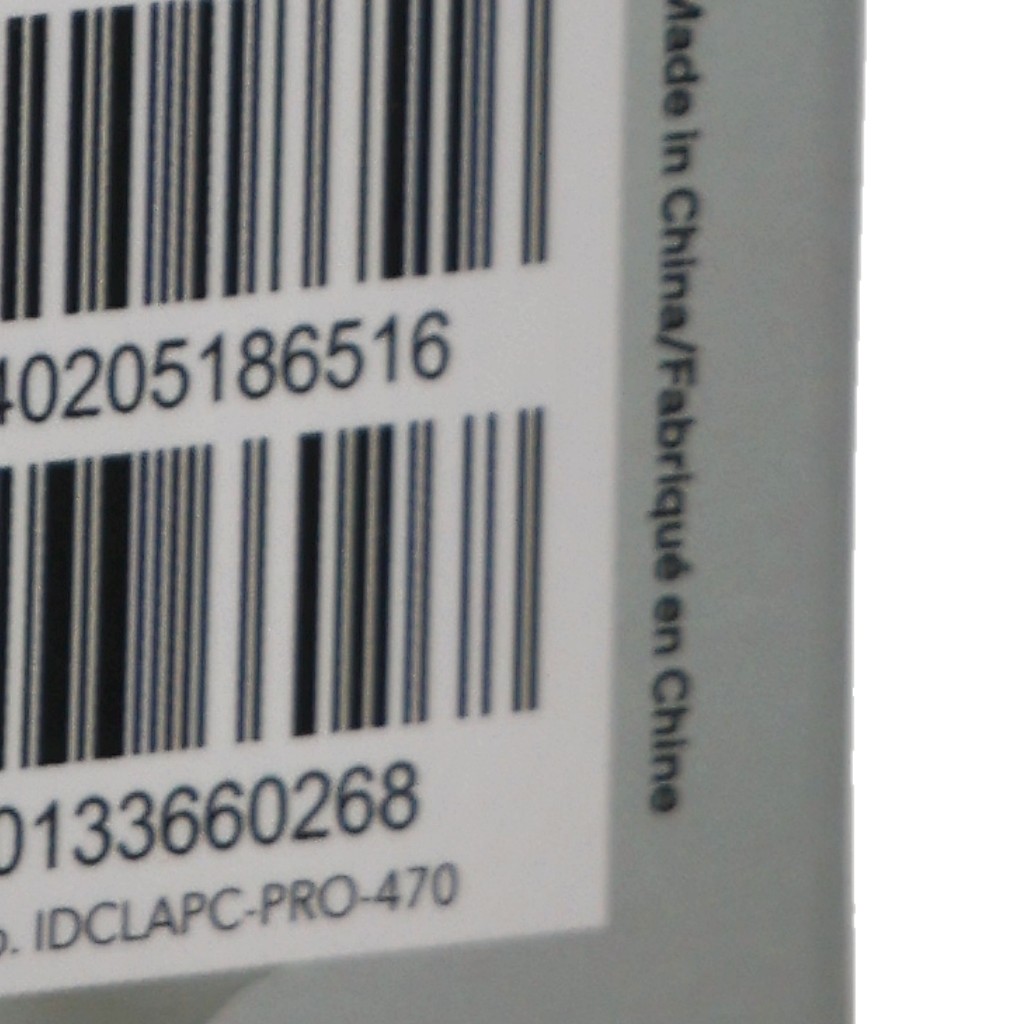 40205186516
0133660268
o. IDCLAPC-PRO-470
Made in China/Fabriqué en Chine